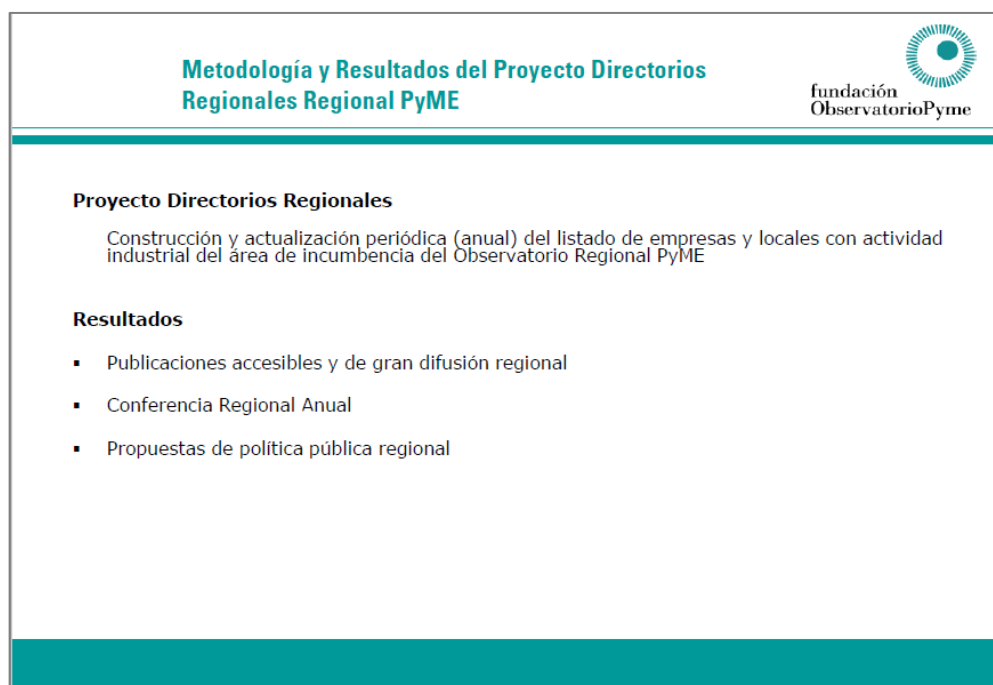 Metodología y Resultados del Proyecto Directorios
Regionales Regional PyME
fundación
ObservatorioPyme
Proyecto Directorios Regionales
Construcción y actualización periódica (anual) del listado de empresas y locales con actividad
industrial del área de incumbencia del Observatorio Regional PyME
Resultados
▪ Publicaciones accesibles y de gran difusión regional
▪ Conferencia Regional Anual
▪ Propuestas de política pública regional